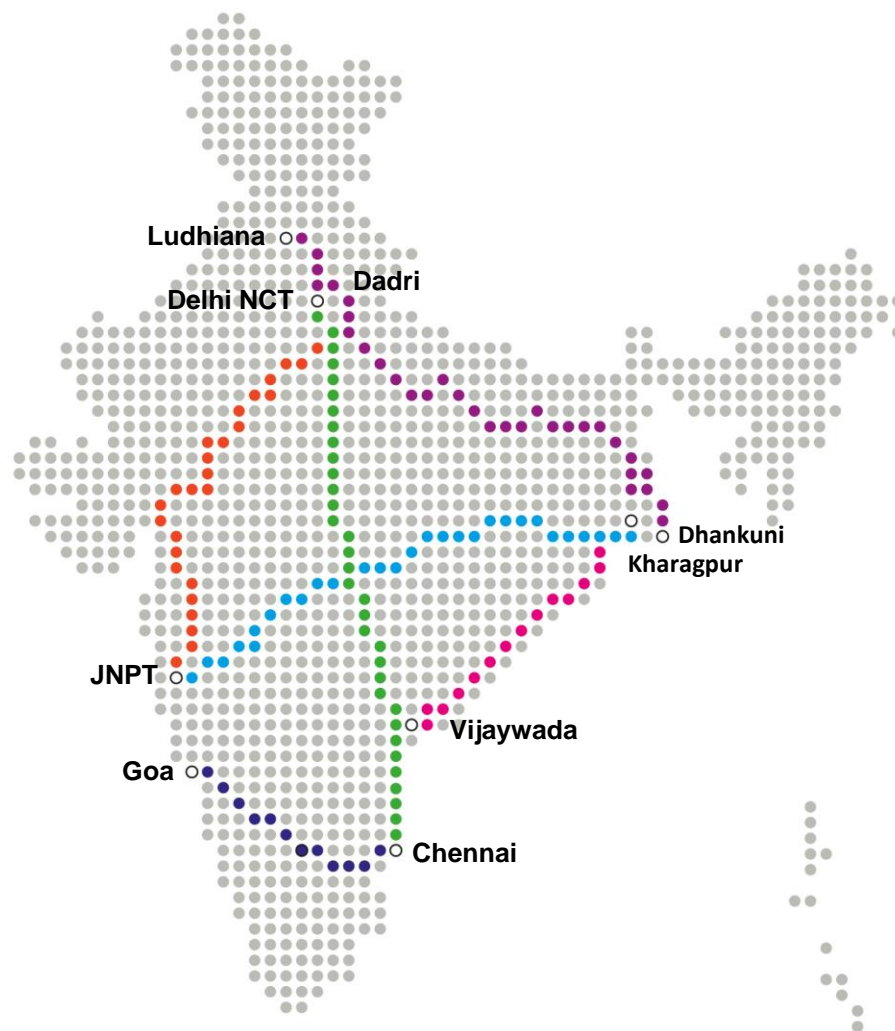 Ludhiana
Dadri
Delhi NCT
Dhankuni
Kharagpur
JNPT
Vijaywada
Goa
Chennai